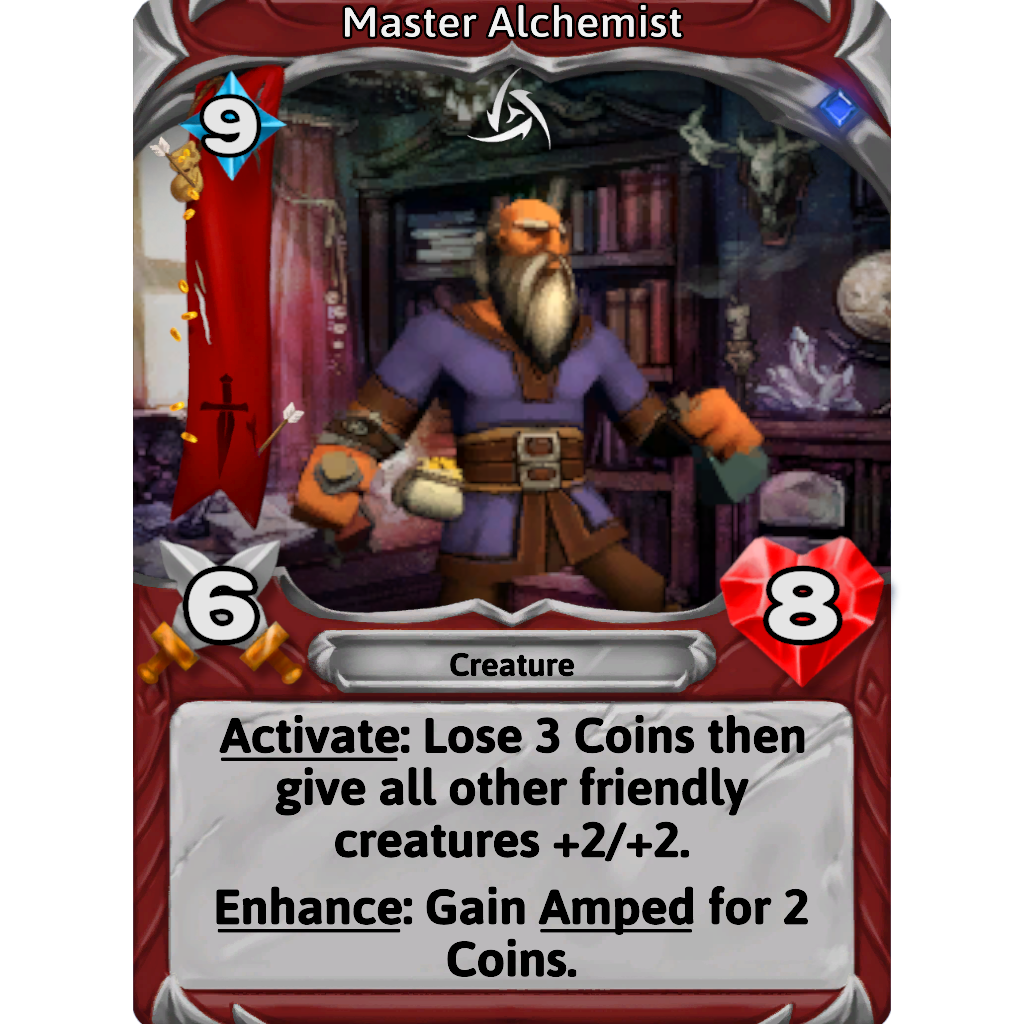 Master Alchemist
9
6
8
Creature
Activate: Lose 3 Coins then
give all other friendly
creatures +2/+2.
Enhance: Gain Amped for 2
Coins.